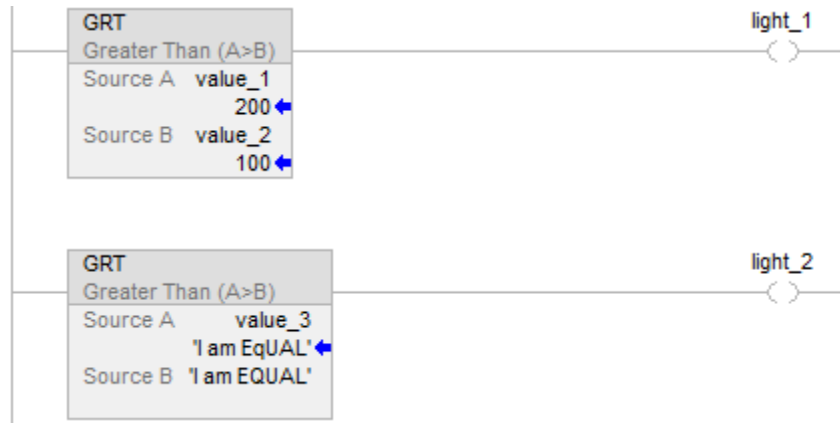 GRT
light_1
Greater Than (A>B)
Source A value_1
200
Source B value_2
100
GRT
light_2
Greater Than (A>B)
Source A value_3
'I am EqUAL'
Source B 'I am EQUAL'